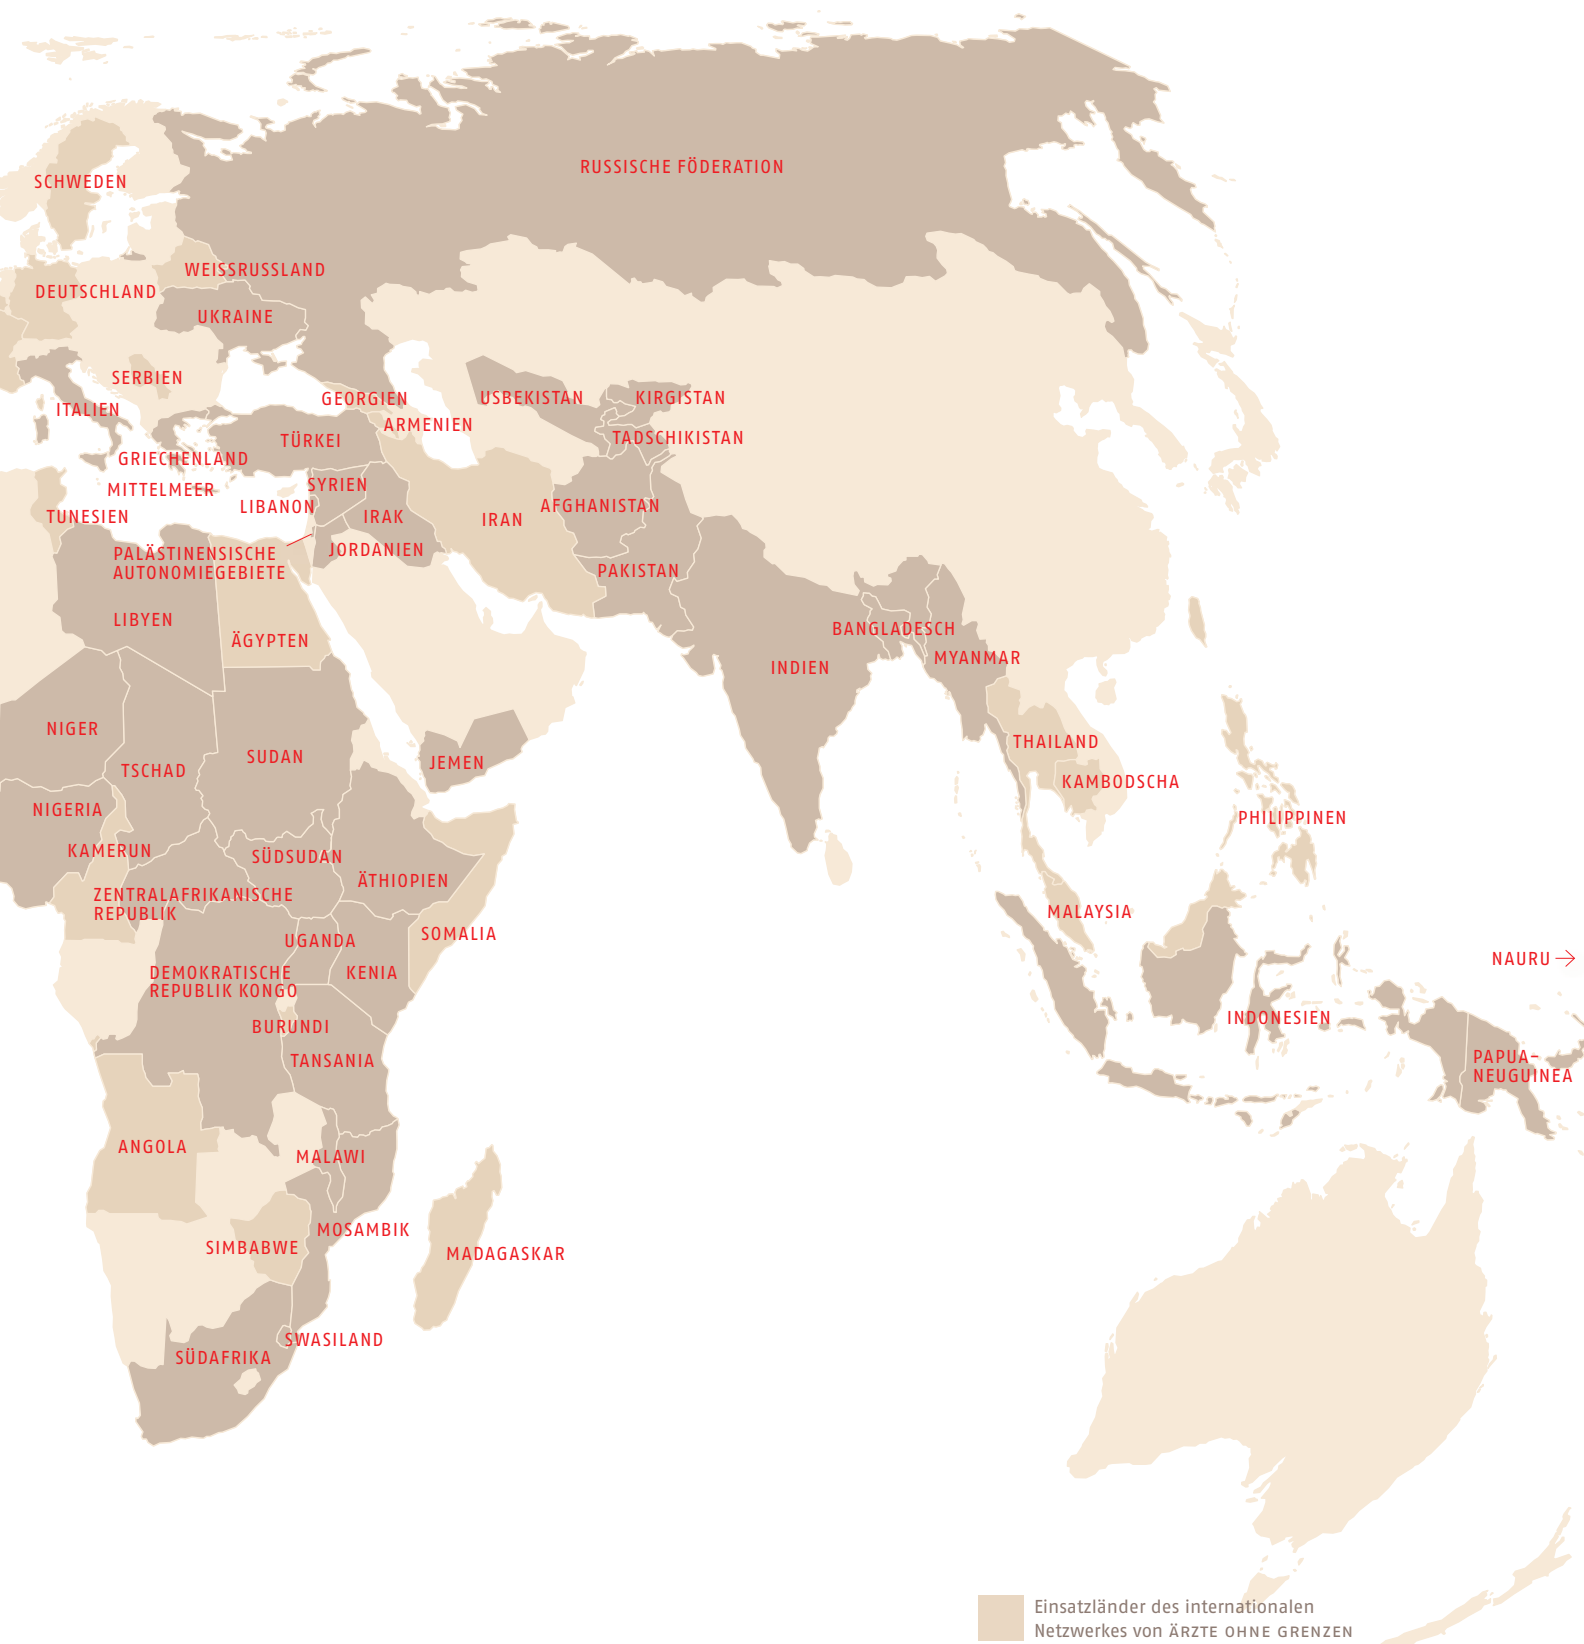 RUSSISCHE FÖDERATION
SCHWEDEN
WEISSRUSSLAND
DEUTSCHLAND
UKRAINE
SERBIEN
GEORGIEN
USBEKISTAN
KIRGISTAN
ITALIEN
ARMENIEN
TÜRKEI
TADSCHIKISTAN
GRIECHENLAND
MITTELMEER
SYRIEN
LIBANON
AFGHANISTAN
TUNESIEN
IRAK
IRAN
PALÄSTINENSISCHE
AUTONOMIEGEBIETE
JORDANIEN
PAKISTAN
LIBYEN
ÄGYPTEN
BANGLADESCH
INDIEN
MYANMAR
NIGER
SUDAN
THAILAND
TSCHAD
JEMEN
KAMBODSCHA
NIGERIA
PHILIPPINEN
KAMERUN
SÜDSUDAN
ÄTHIOPIEN
ZENTRALAFRIKANISCHE
REPUBLIK
MALAYSIA
SOMALIA
UGANDA
NAURU
DEMOKRATISCHE
REPUBLIK KONGO
KENIA
INDONESIEN
BURUNDI
TANSANIA
PAPUA-
NEUGUINEA
ANGOLA
MALAWI
MOSAMBIK
SIMBABWE
MADAGASKAR
SWASILAND
SÜDAFRIKA
Einsatzländer des internationalen
Netzwerkes von ÄRZTE OHNE GRENZEN